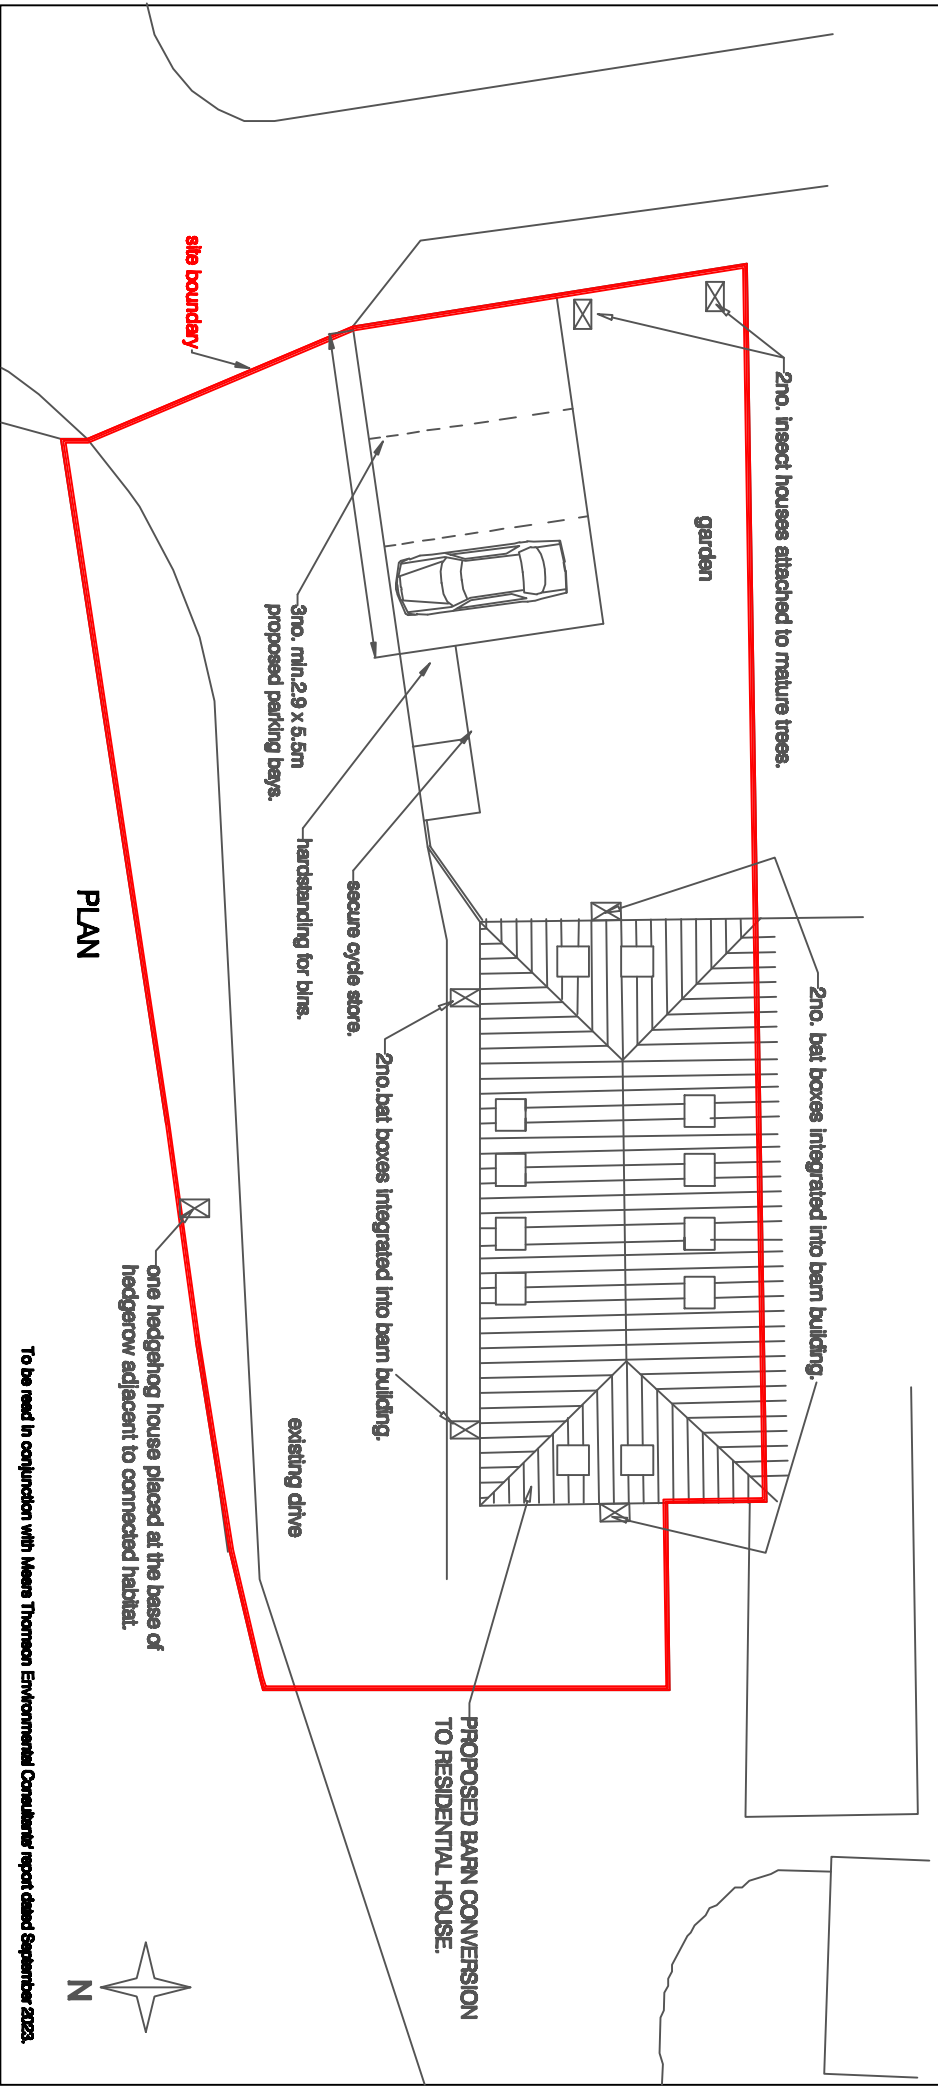 2no. insect houses attached to mature trees.
2no. bat boxes integrated into barn building.
garden
site boundary
3no. min.2.9 x 5.5m
proposed parking bays.
hardstanding for bins.
secure cycle store.
2no.bat boxes integrated into barn building.
PROPOSED BARN CONVERSION
TO RESIDENTIAL HOUSE.
existing drive
one hedgehog house placed at the base of
hedgerow adjacent to connected habitat.
PLAN
N
To be read in conjunction with Meers Thomson Environmental Consultants' report dated September 2023.